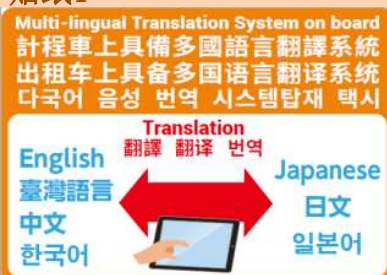 Multi-lingual Translation System on board
計程車上具備多國語言翻譯系統
出租车上具备多国语言翻译系统
다국어 음성 번역 시스템탑재 택시
Translation
翻譯 翻译 번역
English
臺灣語言
中文
한국어
Japanese
日文
일본어